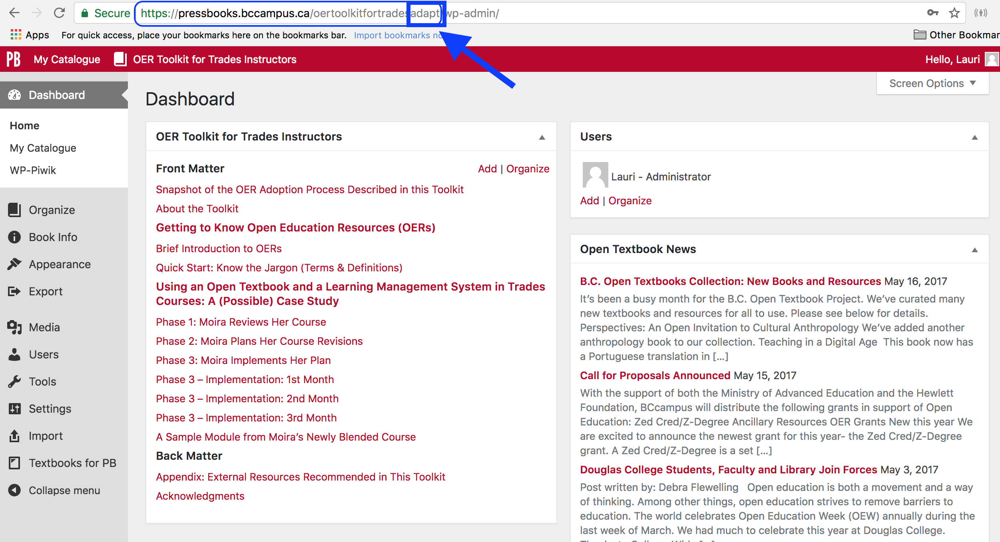 Secure https://pressbooks.bccampus.ca/oertoolkitfortradesadapt/wp-admin/
Apps For quick access, place your bookmarks here on the bookmarks bar. Import bookmarks Other
PB My Catalogue OER Toolkit for Trades Instructors Hello, Lauri
Screen Options
Dashboard
Home
My Catalogue
WP-Piwik
Organize
Book Info
Appearance
Export
Media
Users
Tools
Settings
Import
Textbooks for PB
Collapse menu
Dashboard
OER Toolkit for Trades Instructors
Front Matter Add | Organize
Snapshot of the OER Adoption Process Described in this Toolkit
About the Toolkit
Getting to Know Open Education Resources (OERs)
Brief Introduction to OERs
Quick Start: Know the Jargon (Terms & Definitions)
Using an Open Textbook and a Learning Management System in Trades
Courses: A (Possible) Case Study
Phase 1: Moira Reviews Her Course
Phase 2: Moira Plans Her Course Revisions
Phase 3: Moira Implements Her Plan
Phase 3 – Implementation: 1st Month
Phase 3 – Implementation: 2nd Month
Phase 3 – Implementation: 3rd Month
A Sample Module from Moira’s Newly Blended Course
Back Matter
Appendix: External Resources Recommended in This Toolkit
Acknowledgments
Users
Lauri - Administrator
Add | Organize
Open Textbook News
B.C. Open Textbooks Collection: New Books and Resources May 16, 2017
It’s been a busy month for the B.C. Open Textbook Project. We’ve curated many
new textbooks and resources for all to use. Please see below for details.
Perspectives: An Open Invitation to Cultural Anthropology We’ve added another
anthropology book to our collection. Teaching in a Digital Age This book now has
a Portuguese translation in […]
Call for Proposals Announced May 15, 2017
With the support of both the Ministry of Advanced Education and the Hewlett
Foundation, BCcampus will distribute the following grants in support of Open
Education: Zed Cred/Z-Degree Ancillary Resources OER Grants New this year We
are excited to announce the newest grant for this year- the Zed Cred/Z-Degree
grant. A Zed Cred/Z-Degree is a set […]
Douglas College Students, Faculty and Library Join Forces May 3, 2017
Post written by: Debra Flewelling Open education is both a movement and a way
of thinking. Among other things, open education strives to remove barriers to
education. The world celebrates Open Education Week (OEW) annually during the
last week of March. We had much to celebrate this year at Douglas College.